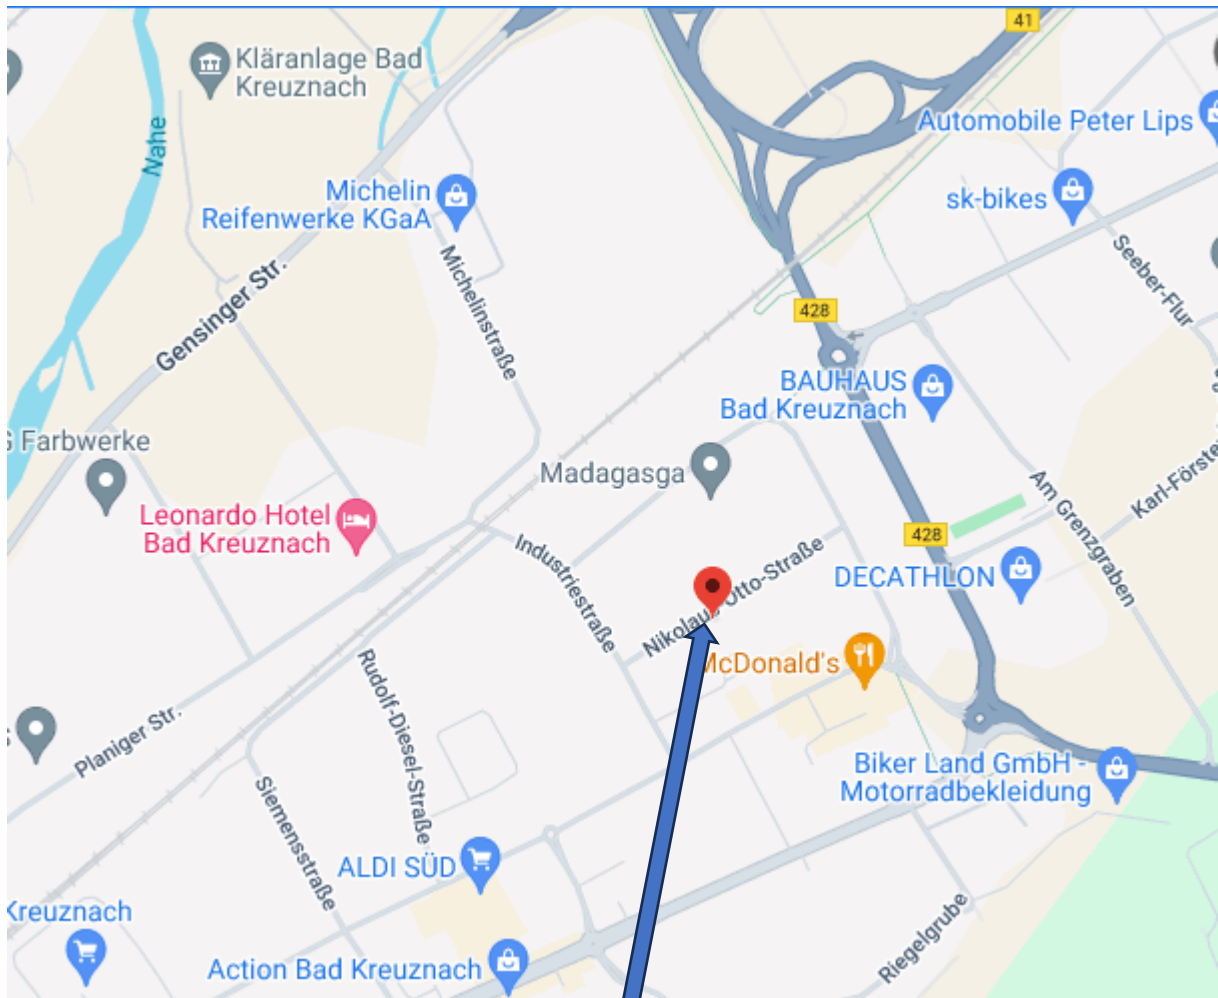 41
Kläranlage Bad
Kreuznach
Automobile Peter Lips
Nahe
Michelin
Reifenwerke KGaA
sk-bikes
Seeber-Flur
Gensinger Str.
Michelinstraße
428
BAUHAUS
Bad Kreuznach
Farbwerke
Madagasga
Am Grenzgraben
Karl-Förste
Leonardo Hotel
Bad Kreuznach
Industriestraße
428
DECATHLON
Nikolaus-Otto-Straße
McDonald's
Rudolf-Diesel-Straße
Planiger Str.
Siemensstraße
Biker Land GmbH -
Motorradbekleidung
ALDI SÜD
Kreuznach
Action Bad Kreuznach
Riegelgrube